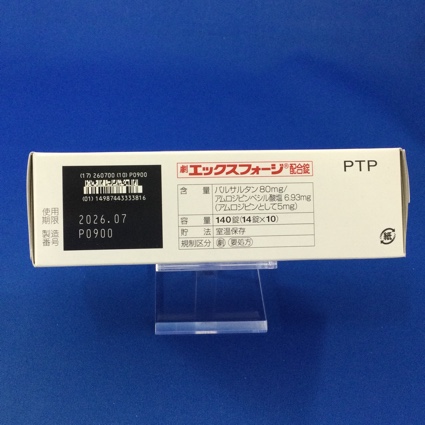 (17) 260700 (10) P0900
(01) 14987443333816
使用期限 2026.07
製造番号 P0900
劇 エックスフォージ®配合錠
含量 バルサルタン 80mg/
アムロジピンベシル酸塩 6.93mg
(アムロジピンとして5mg)
容量 140錠(14錠×10)
貯法 室温保存
規制区分 劇 要処方
PTP
紙